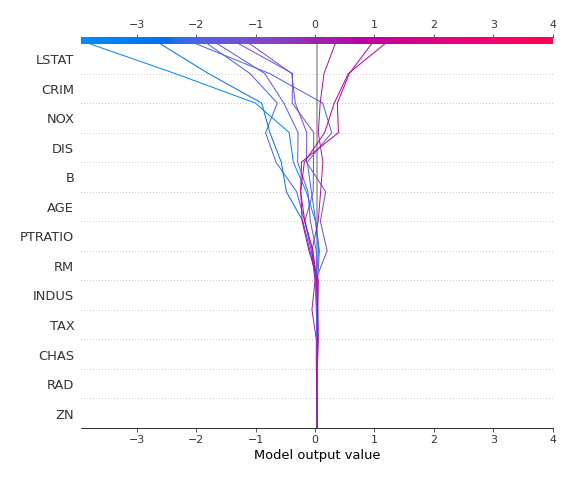 −3 −2 −1 0 1 2 3 4
LSTAT
CRIM
NOX
DIS
B
AGE
PTRATIO
RM
INDUS
TAX
CHAS
RAD
ZN
−3 −2 −1 0 1 2 3 4
Model output value